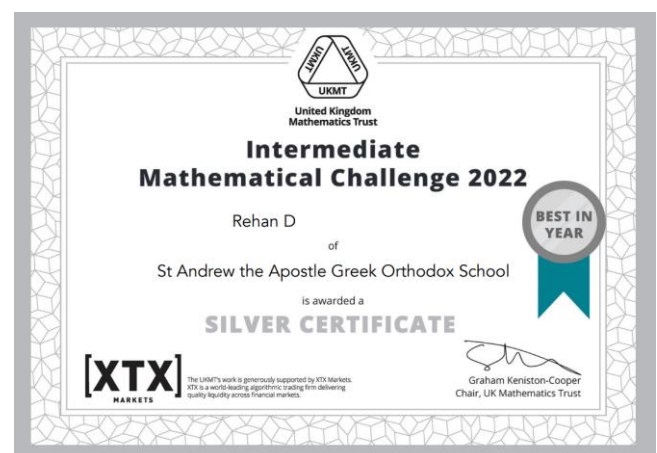 UKMT
UKMT
UKMT
United Kingdom
Mathematics Trust
Intermediate
Mathematical Challenge 2022
Rehan D
of
St Andrew the Apostle Greek Orthodox School
BEST IN
YEAR
is awarded a
SILVER CERTIFICATE
[XTX]
MARKETS
The UKMT's work is generously supported by XTX Markets.
XTX is a world-leading algorithmic trading firm delivering
quality liquidity across financial markets.
Graham Keniston-Cooper
Chair, UK Mathematics Trust